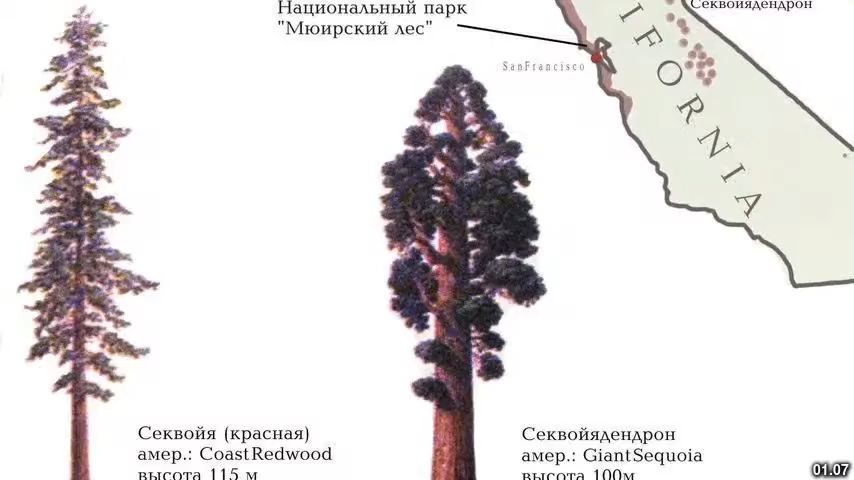 Национальный парк
"Мюирский лес"
Секвойядендрон
SanFrancisco
IFORNIA
Секвойя (красная)
амер.: CoastRedwood
высота 115 м
Секвойядендрон
амер.: GiantSequoia
высота 100м
01.07